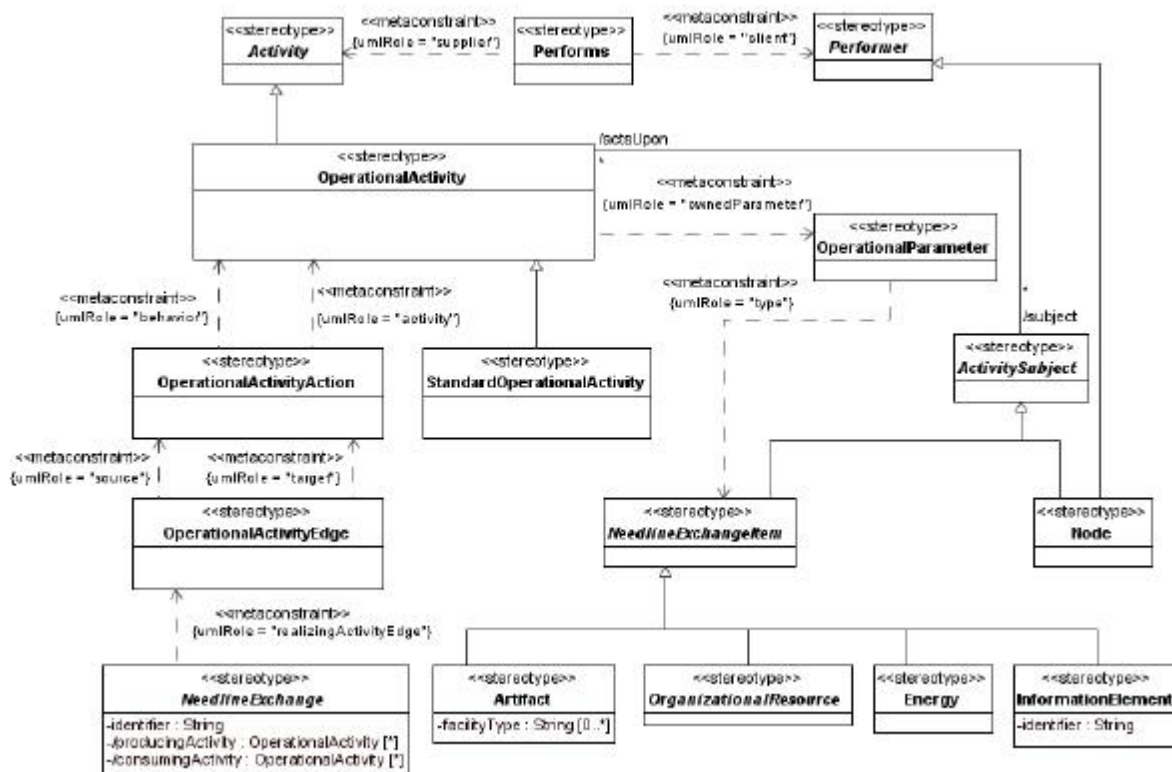 <<stereotype>>
Activity
<<metaconstraint>>
{umlRole = "supplier"}
<<stereotype>>
Performs
<<metaconstraint>>
{umlRole = "client"}
<<stereotype>>
Performer
<<stereotype>>
OperationalActivity
/actsUpon
*
<<metaconstraint>>
{umlRole = "ownedParameter"}
<<stereotype>>
OperationalParameter
<<metaconstraint>>
{umlRole = "behavior"}
<<metaconstraint>>
{umlRole = "activity"}
<<metaconstraint>>
{umlRole = "type"}
*
/subject
<<stereotype>>
OperationalActivityAction
<<stereotype>>
StandardOperationalActivity
<<stereotype>>
ActivitySubject
<<metaconstraint>>
{umlRole = "source"}
<<metaconstraint>>
{umlRole = "target"}
<<stereotype>>
OperationalActivityEdge
<<stereotype>>
NeedlineExchangeItem
<<stereotype>>
Node
<<metaconstraint>>
{umlRole = "realizingActivityEdge"}
<<stereotype>>
NeedlineExchange
-identifier : String
-/producingActivity : OperationalActivity [*]
-/consumingActivity : OperationalActivity [*]
<<stereotype>>
Artifact
-facilityType : String [0..*]
<<stereotype>>
OrganizationalResource
<<stereotype>>
Energy
<<stereotype>>
InformationElement
-identifier : String